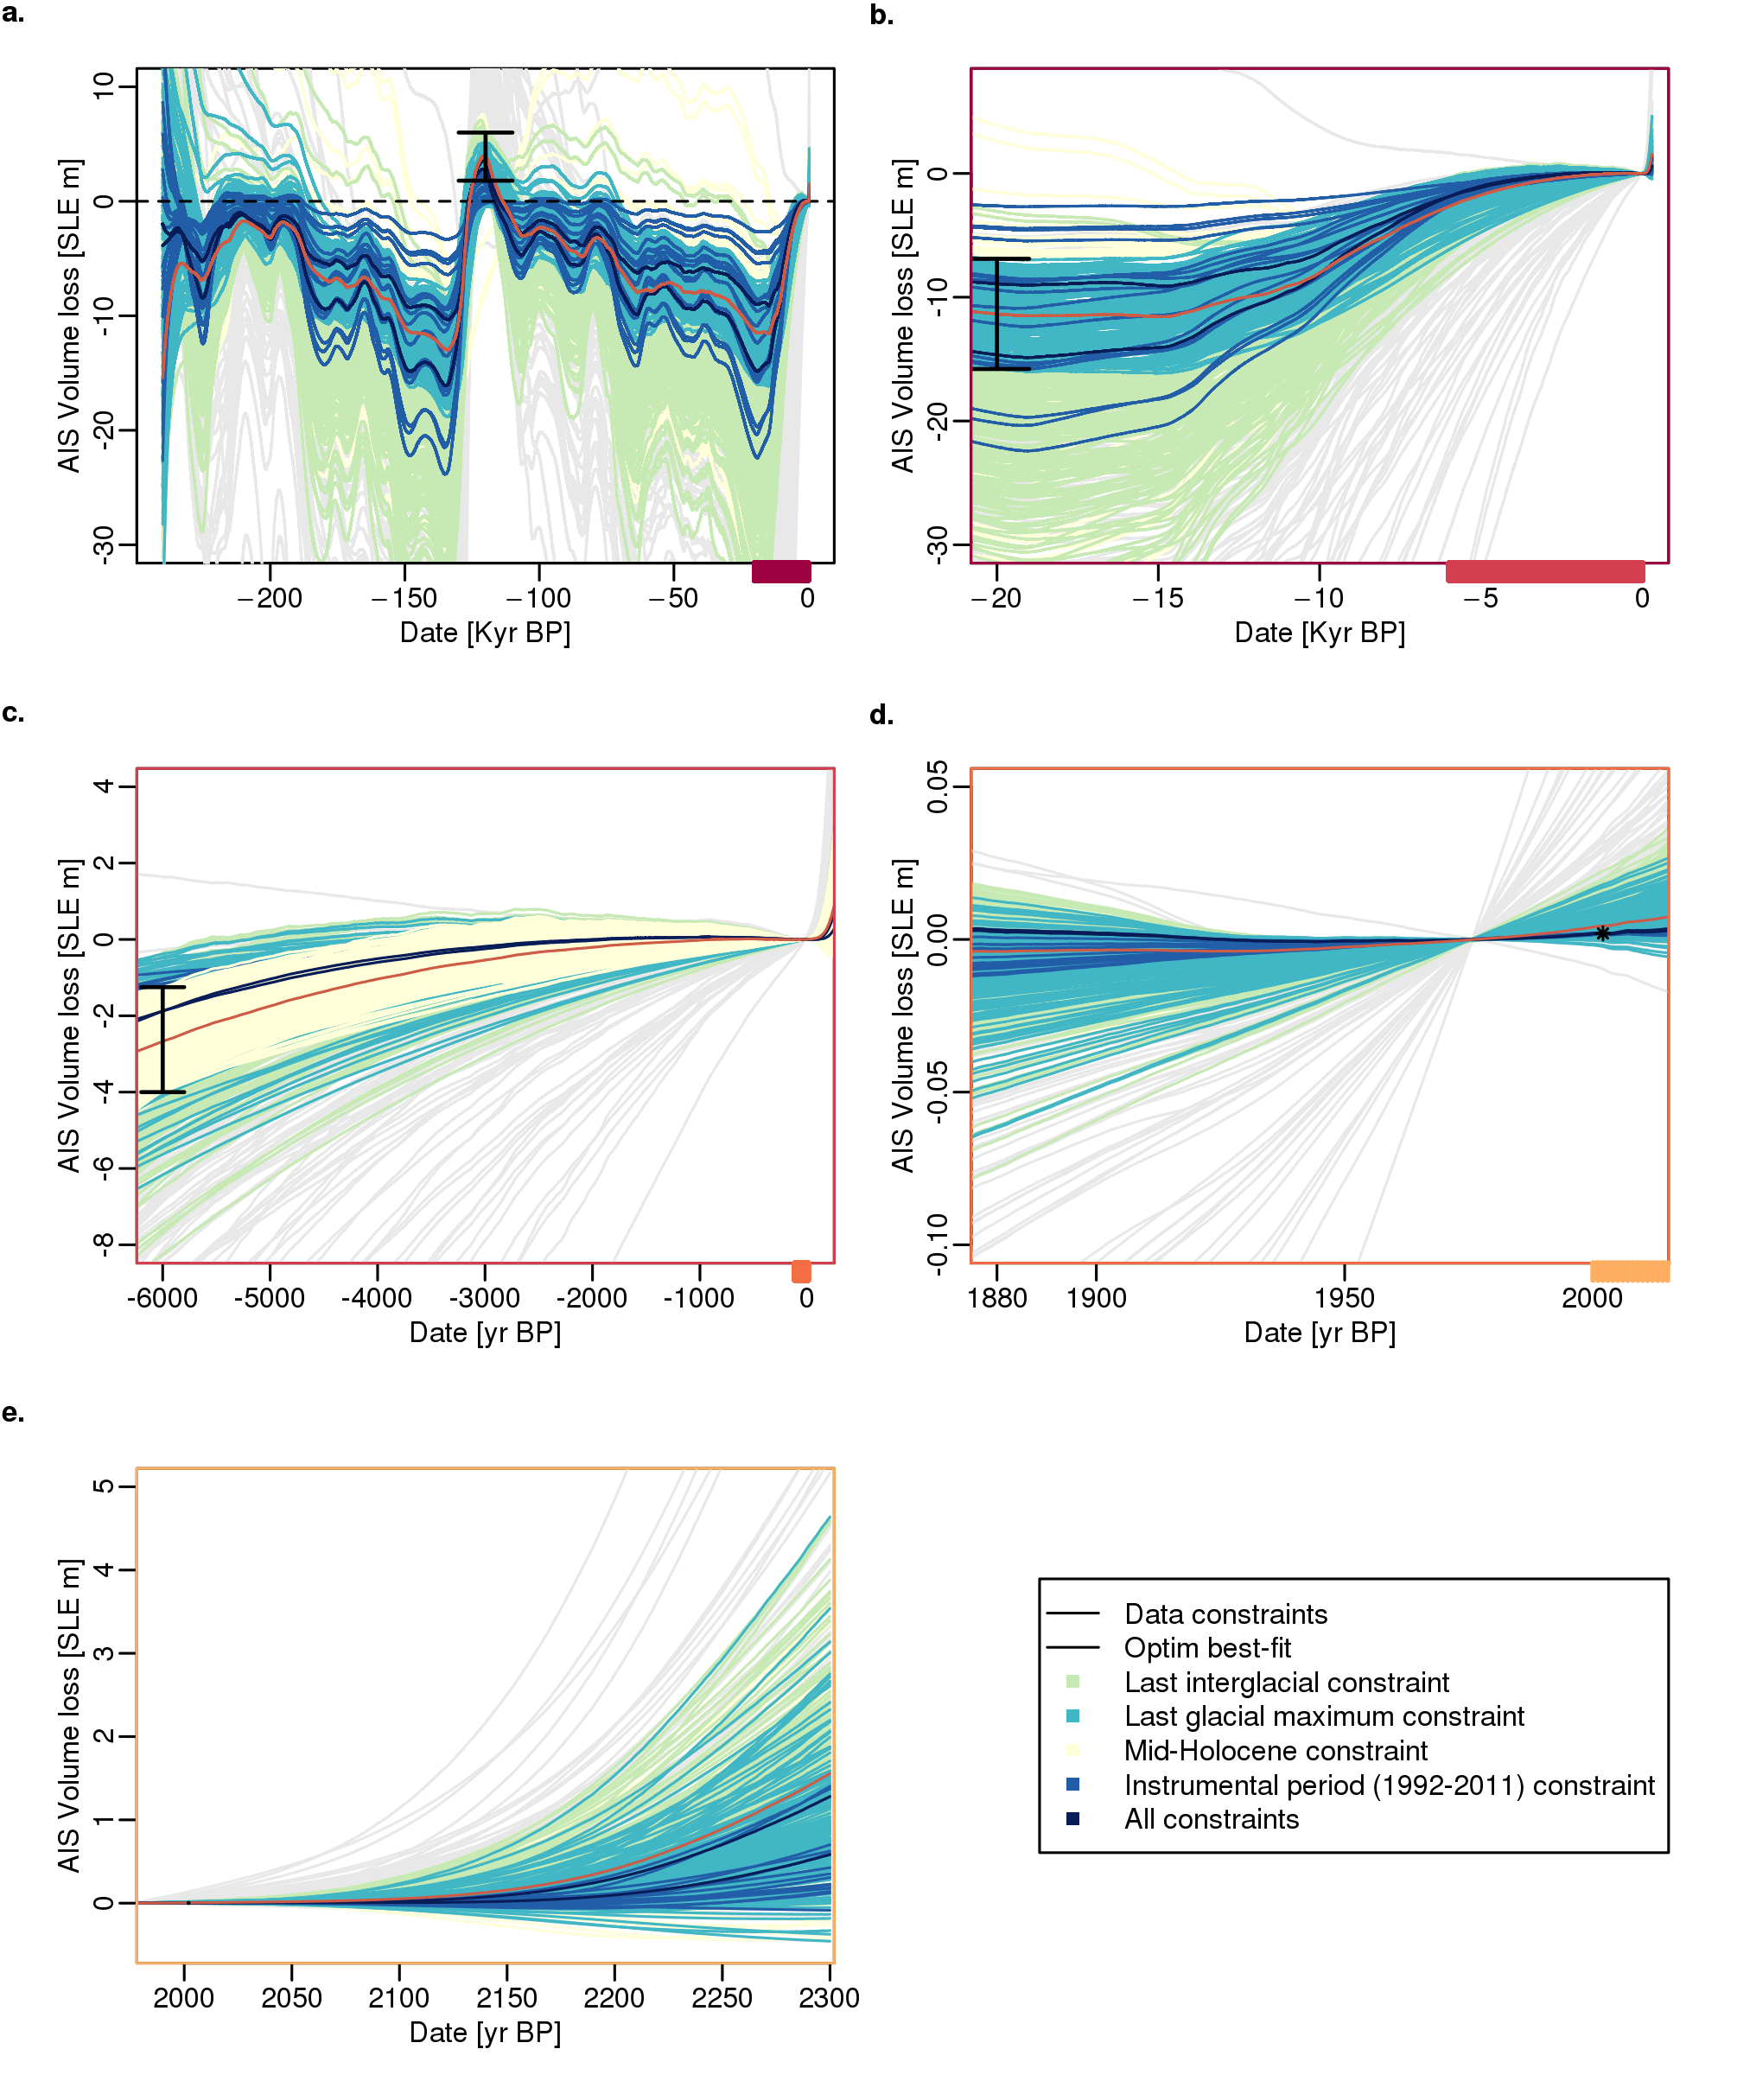 a.
AIS Volume loss [SLE m]
10
0
-10
-20
-30
−200
−150
−100
−50
0
Date [Kyr BP]
b.
AIS Volume loss [SLE m]
0
-10
-20
-30
−20
−15
−10
−5
0
Date [Kyr BP]
c.
AIS Volume loss [SLE m]
4
2
0
-2
-4
-6
-8
-6000
-5000
-4000
-3000
-2000
-1000
0
Date [yr BP]
d.
AIS Volume loss [SLE m]
0.05
0.00
-0.05
-0.10
1880
1900
1950
2000
Date [yr BP]
e.
AIS Volume loss [SLE m]
5
4
3
2
1
0
2000
2050
2100
2150
2200
2250
2300
Date [yr BP]
Data constraints
Optim best-fit
Last interglacial constraint
Last glacial maximum constraint
Mid-Holocene constraint
Instrumental period (1992-2011) constraint
All constraints